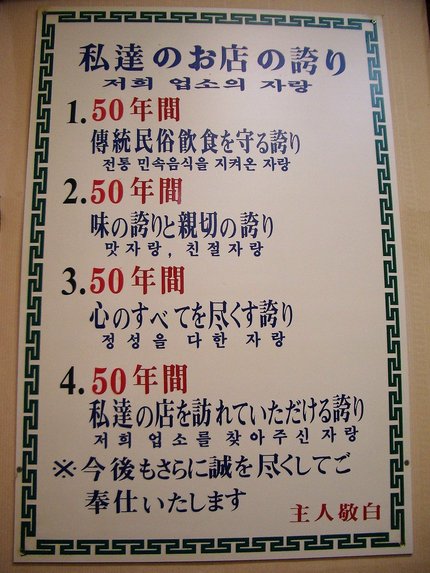 私達のお店の誇り
저희 업소의 자랑
1.50年間
傳統民俗飲食を守る誇り
전통 민속음식을 지켜온 자랑
2.50年間
味の誇りと親切の誇り
맛자랑, 친절자랑
3.50年間
心のすべてを尽くす誇り
정성을 다한 자랑
4.50年間
私達の店を訪れていただける誇り
저희 업소를 찾아주신 자랑
※今後もさらに誠を尽くしてご
奉仕いたします
主人敬白